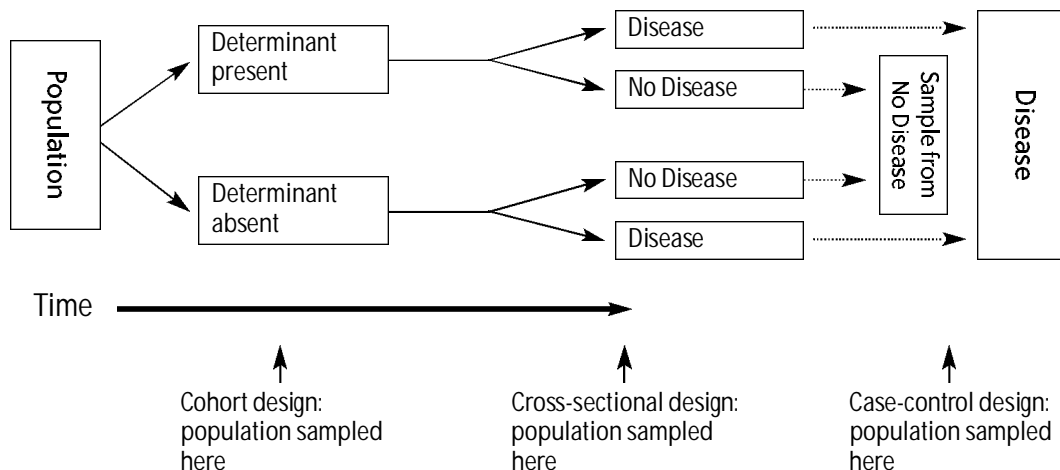 Population
Determinant
present
Determinant
absent
Disease
No Disease
No Disease
Disease
Sample from
No Disease
Disease
Time
Cohort design:
population sampled
here
Cross-sectional design:
population sampled
here
Case-control design:
population sampled
here